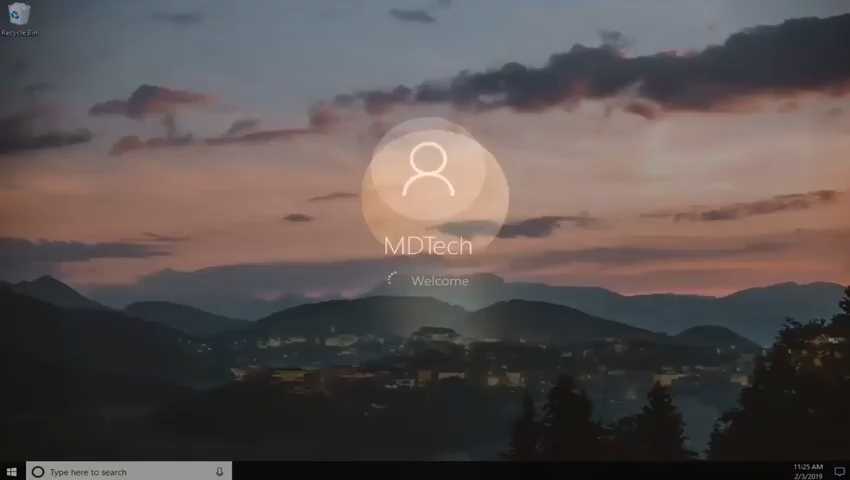 Recycle Bin
MDTech
Welcome
Type here to search
11:25 AM
2/3/2019